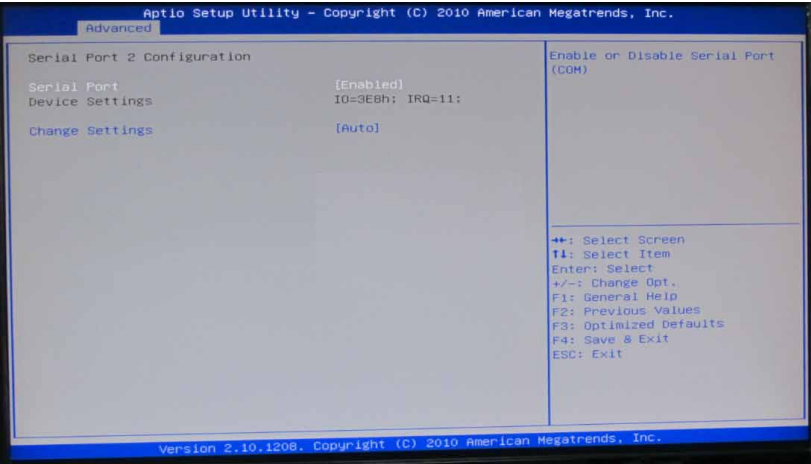 Aptio Setup Utility – Copyright (C) 2010 American Megatrends, Inc.
Advanced
Serial Port 2 Configuration
Serial Port [Enabled]
Device Settings IO=3E8h; IRQ=11;
Change Settings [Auto]
Enable or Disable Serial Port
(COM)
→←: Select Screen
↑↓: Select Item
Enter: Select
+/-: Change Opt.
F1: General Help
F2: Previous Values
F3: Optimized Defaults
F4: Save & Exit
ESC: Exit
Version 2.10.1208. Copyright (C) 2010 American Megatrends, Inc.